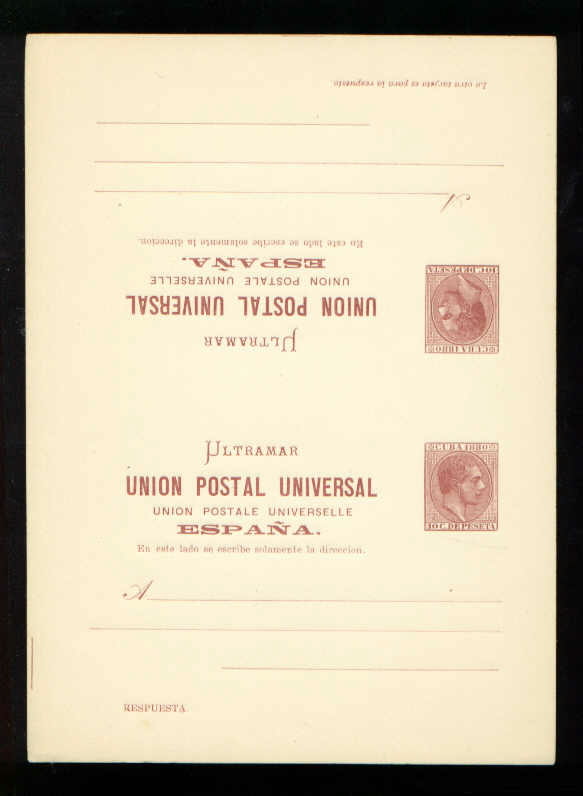 La otra tarjeta es para la respuesta.
A
En este lado se escribe solamente la direccion.
ESPAÑA.
UNION POSTALE UNIVERSELLE
UNION POSTAL UNIVERSAL
ULTRAMAR
10 C. DE PESETA
CUBA 1880
ULTRAMAR
UNION POSTAL UNIVERSAL
UNION POSTALE UNIVERSELLE
ESPAÑA.
En este lado se escribe solamente la direccion.
CUBA 1880
10 C. DE PESETA
A
RESPUESTA